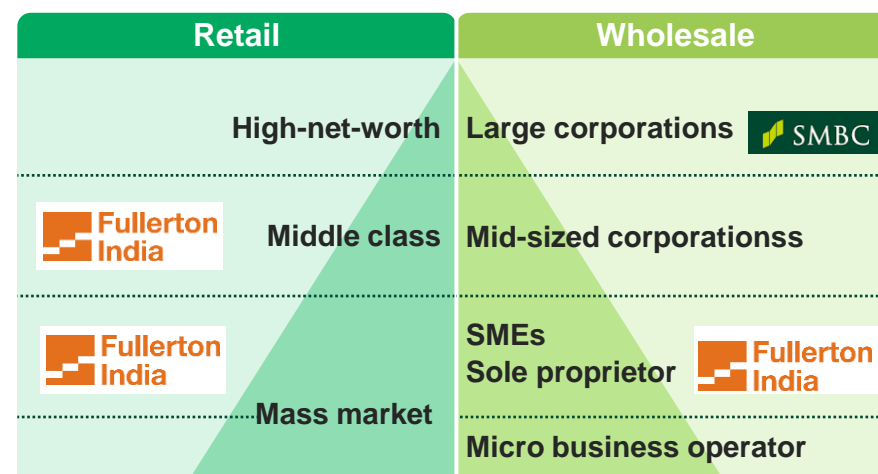 Retail
Wholesale
High-net-worth
Large corporations
SMBC
Fullerton
India
Middle class
Mid-sized corporationss
Fullerton
India
SMEs
Sole proprietor
Fullerton
India
Mass market
Micro business operator